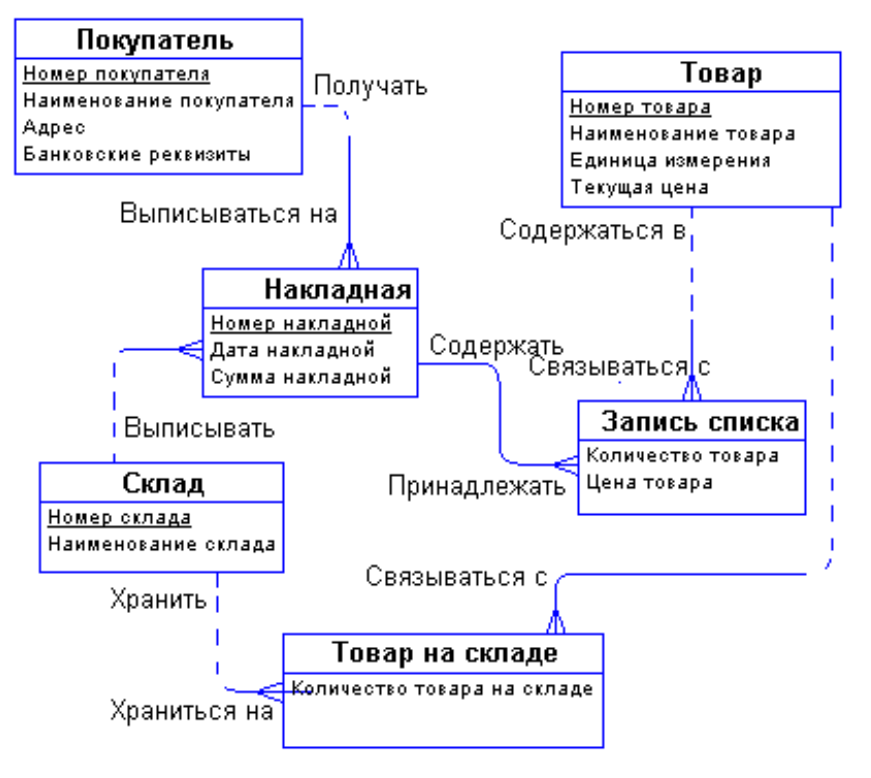 Покупатель
Номер покупателя
Наименование покупателя
Адрес
Банковские реквизиты
Получать
Товар
Номер товара
Наименование товара
Единица измерения
Текущая цена
Выписываться на
Содержаться в
Накладная
Номер накладной
Дата накладной
Сумма накладной
Содержать
Связываться с
Выписывать
Запись списка
Количество товара
Цена товара
Принадлежать
Склад
Номер склада
Наименование склада
Связываться с
Хранить
Товар на складе
Количество товара на складе
Храниться на